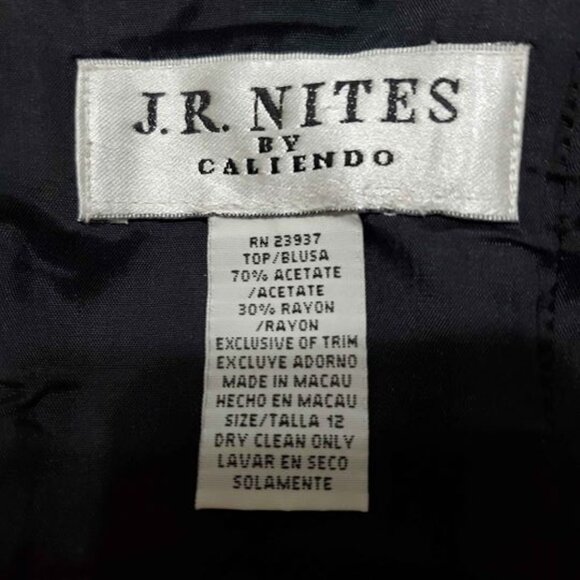 J.R. NITES
BY
CALIENDO
RN 23937
TOP/BLUSA
70% ACETATE
/ACETATE
30% RAYON
/RAYON
EXCLUSIVE OF TRIM
EXCLUYE ADORNO
MADE IN MACAU
HECHO EN MACAU
SIZE/TALLA 12
DRY CLEAN ONLY
LAVAR EN SECO
SOLAMENTE